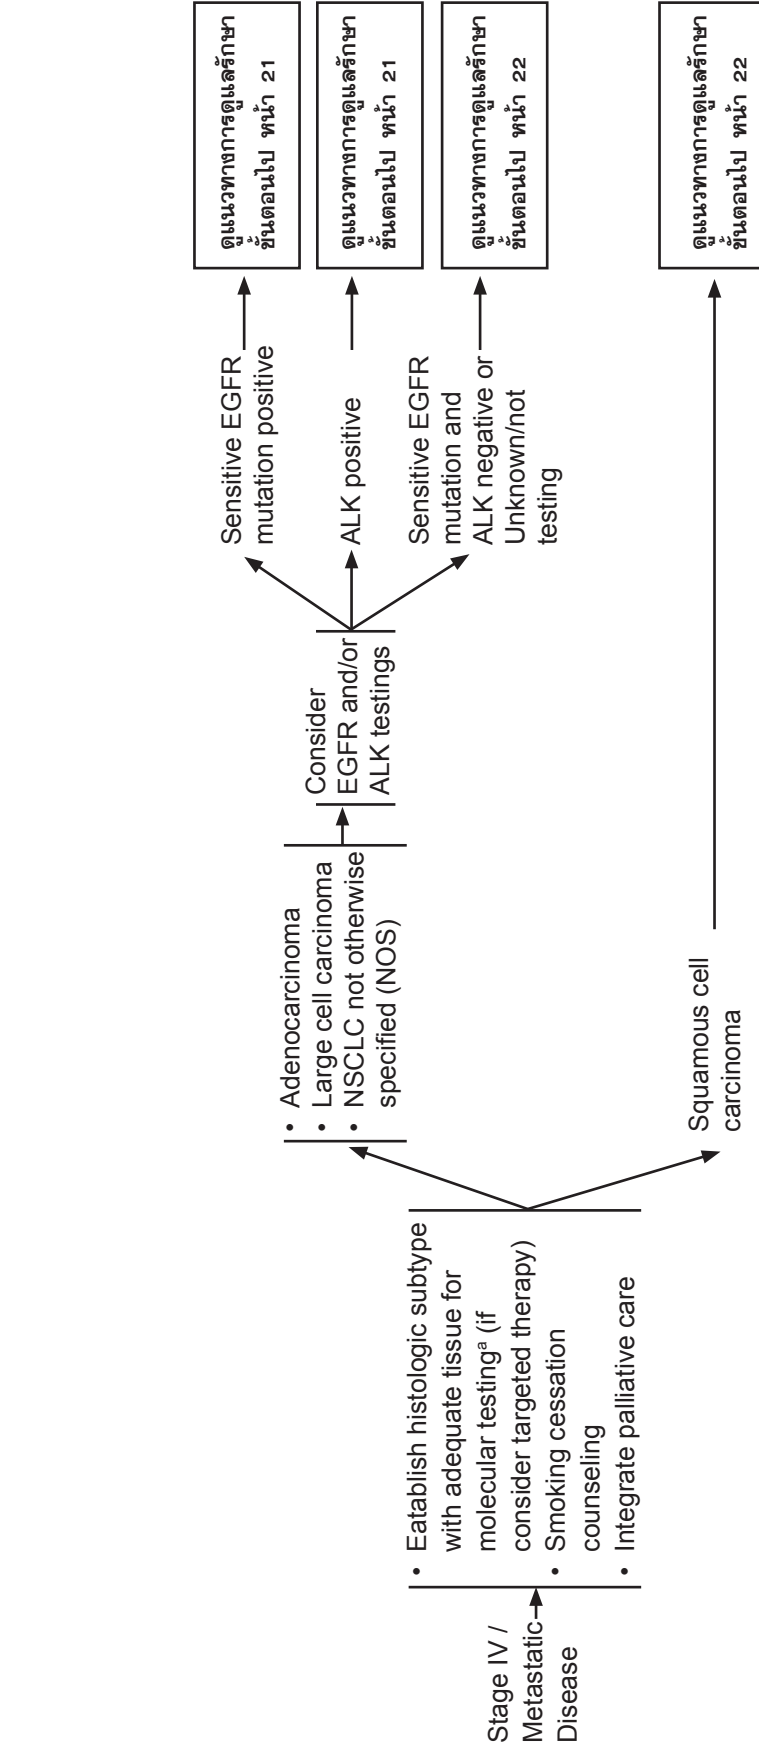 Stage IV /
Metastatic
Disease
• Eatablish histologic subtype
with adequate tissue for
molecular testingᵃ (if
consider targeted therapy)
• Smoking cessation
counseling
• Integrate palliative care
• Adenocarcinoma
• Large cell carcinoma
• NSCLC not otherwise
specified (NOS)
Consider
EGFR and/or
ALK testings
Sensitive EGFR
mutation positive
ดูแนวทางการดูแลรักษา
ขั้นตอนไป หน้า 21
ALK positive
ดูแนวทางการดูแลรักษา
ขั้นตอนไป หน้า 21
Sensitive EGFR
mutation and
ALK negative or
Unknown/not
testing
ดูแนวทางการดูแลรักษา
ขั้นตอนไป หน้า 22
Squamous cell
carcinoma
ดูแนวทางการดูแลรักษา
ขั้นตอนไป หน้า 22